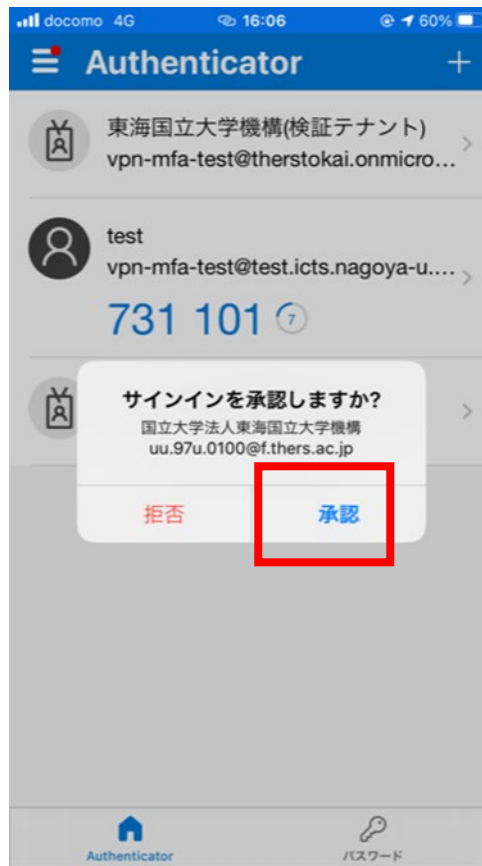 docomo 4G 16:06 60%
Authenticator
東海国立大学機構(検証テナント)
vpn-mfa-test@therstokai.onmicro...
test
vpn-mfa-test@test.icts.nagoya-u....
731 101 7
サインインを承認しますか?
国立大学法人東海国立大学機構
uu.97u.0100@f.thers.ac.jp
拒否 承認
Authenticator パスワード